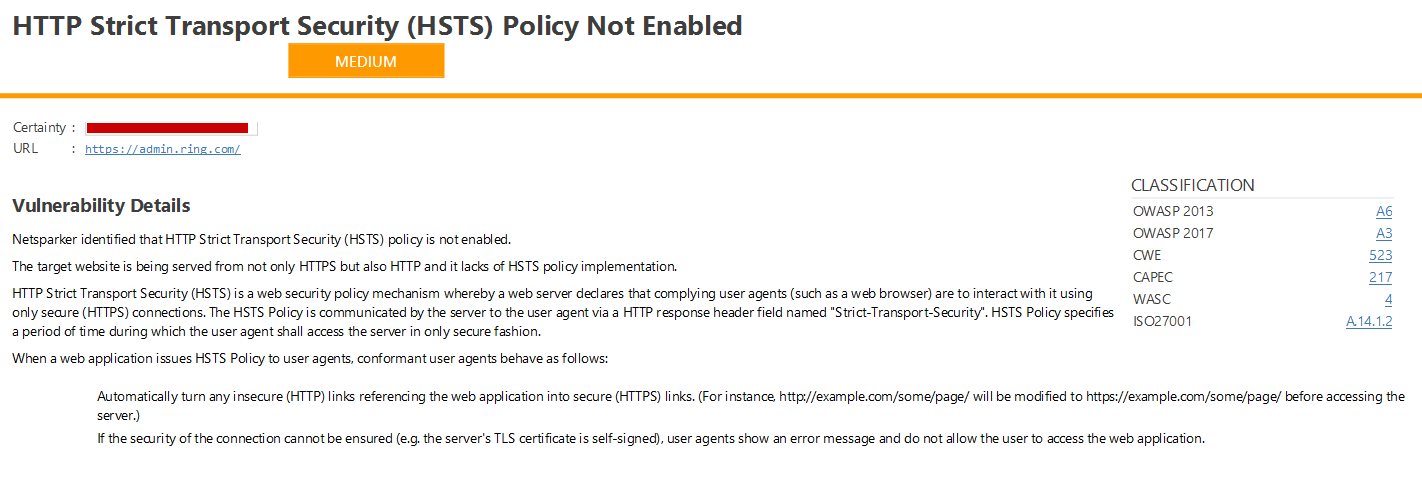 HTTP Strict Transport Security (HSTS) Policy Not Enabled
MEDIUM
Certainty :
URL : https://admin.ring.com/
Vulnerability Details
Netsparker identified that HTTP Strict Transport Security (HSTS) policy is not enabled.
The target website is being served from not only HTTPS but also HTTP and it lacks of HSTS policy implementation.
HTTP Strict Transport Security (HSTS) is a web security policy mechanism whereby a web server declares that complying user agents (such as a web browser) are to interact with it using
only secure (HTTPS) connections. The HSTS Policy is communicated by the server to the user agent via a HTTP response header field named "Strict-Transport-Security". HSTS Policy specifies
a period of time during which the user agent shall access the server in only secure fashion.
When a web application issues HSTS Policy to user agents, conformant user agents behave as follows:
Automatically turn any insecure (HTTP) links referencing the web application into secure (HTTPS) links. (For instance, http://example.com/some/page/ will be modified to https://example.com/some/page/ before accessing the
server.)
If the security of the connection cannot be ensured (e.g. the server's TLS certificate is self-signed), user agents show an error message and do not allow the user to access the web application.
CLASSIFICATION
OWASP 2013 A6
OWASP 2017 A3
CWE 523
CAPEC 217
WASC 4
ISO27001 A.14.1.2